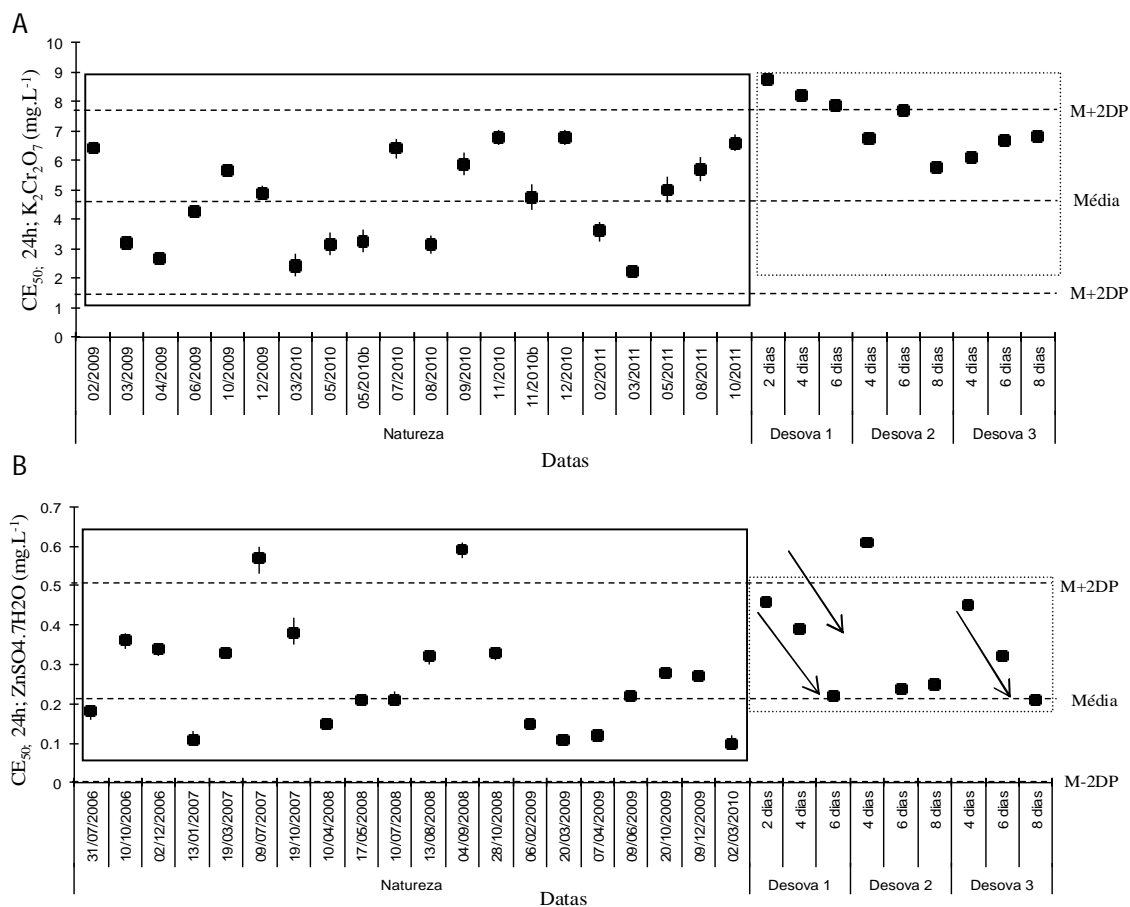 A
CE50; 24h; K2Cr2O7 (mg.L-1)
10
9
8
7
6
5
4
3
2
1
0
M+2DP
Média
M+2DP
02/2009 03/2009 04/2009 06/2009 10/2009 12/2009 03/2010 05/2010 05/2010b 07/2010 08/2010 09/2010 11/2010 11/2010b 12/2010 02/2011 03/2011 05/2011 08/2011 10/2011 2 dias 4 dias 6 dias 4 dias 6 dias 8 dias 4 dias 6 dias 8 dias
Natureza Desova 1 Desova 2 Desova 3
Datas
B
CE50; 24h; ZnSO4.7H2O (mg.L-1)
0.7
0.6
0.5
0.4
0.3
0.2
0.1
0
M+2DP
Média
M-2DP
31/07/2006 10/10/2006 02/12/2006 13/01/2007 19/03/2007 09/07/2007 19/10/2007 10/04/2008 17/05/2008 10/07/2008 13/08/2008 04/09/2008 28/10/2008 06/02/2009 20/03/2009 07/04/2009 09/06/2009 20/10/2009 09/12/2009 02/03/2010 2 dias 4 dias 6 dias 4 dias 6 dias 8 dias 4 dias 6 dias 8 dias
Natureza Desova 1 Desova 2 Desova 3
Datas